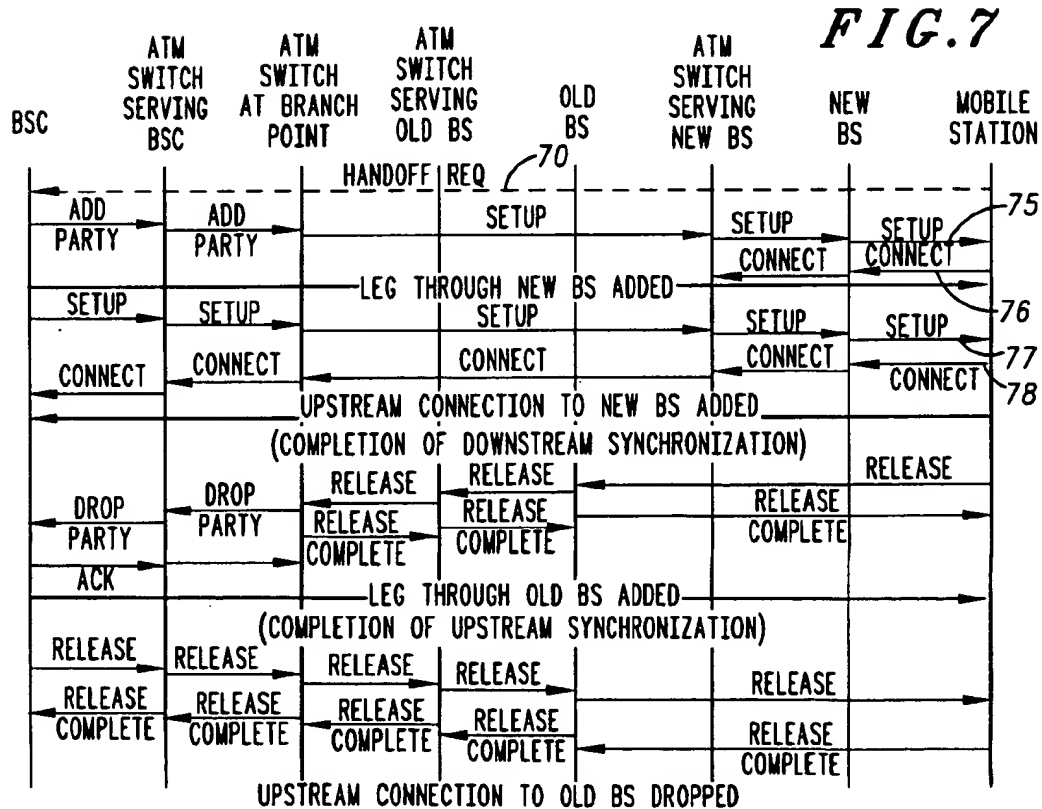 FIG.7
BSC
ATM
SWITCH
SERVING
BSC
ATM
SWITCH
AT BRANCH
POINT
ATM
SWITCH
SERVING
OLD BS
OLD
BS
ATM
SWITCH
SERVING
NEW BS
NEW
BS
MOBILE
STATION
HANDOFF REQ
70
ADD
PARTY
ADD
PARTY
SETUP
SETUP
SETUP
75
CONNECT
CONNECT
76
LEG THROUGH NEW BS ADDED
SETUP
SETUP
SETUP
SETUP
SETUP
77
CONNECT
CONNECT
CONNECT
CONNECT
CONNECT
78
UPSTREAM CONNECTION TO NEW BS ADDED
(COMPLETION OF DOWNSTREAM SYNCHRONIZATION)
RELEASE
RELEASE
RELEASE
DROP
PARTY
DROP
PARTY
RELEASE
COMPLETE
RELEASE
COMPLETE
RELEASE
COMPLETE
ACK
LEG THROUGH OLD BS ADDED
(COMPLETION OF UPSTREAM SYNCHRONIZATION)
RELEASE
RELEASE
RELEASE
RELEASE
RELEASE
RELEASE
COMPLETE
RELEASE
COMPLETE
RELEASE
COMPLETE
RELEASE
COMPLETE
RELEASE
COMPLETE
UPSTREAM CONNECTION TO OLD BS DROPPED